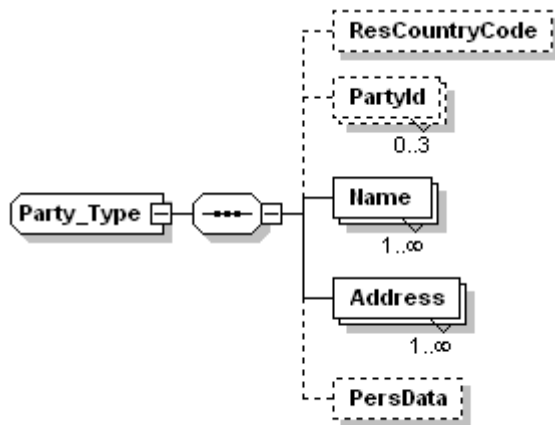 ResCountryCode
PartyId
0..3
Party_Type
Name
1..∞
Address
1..∞
PersData